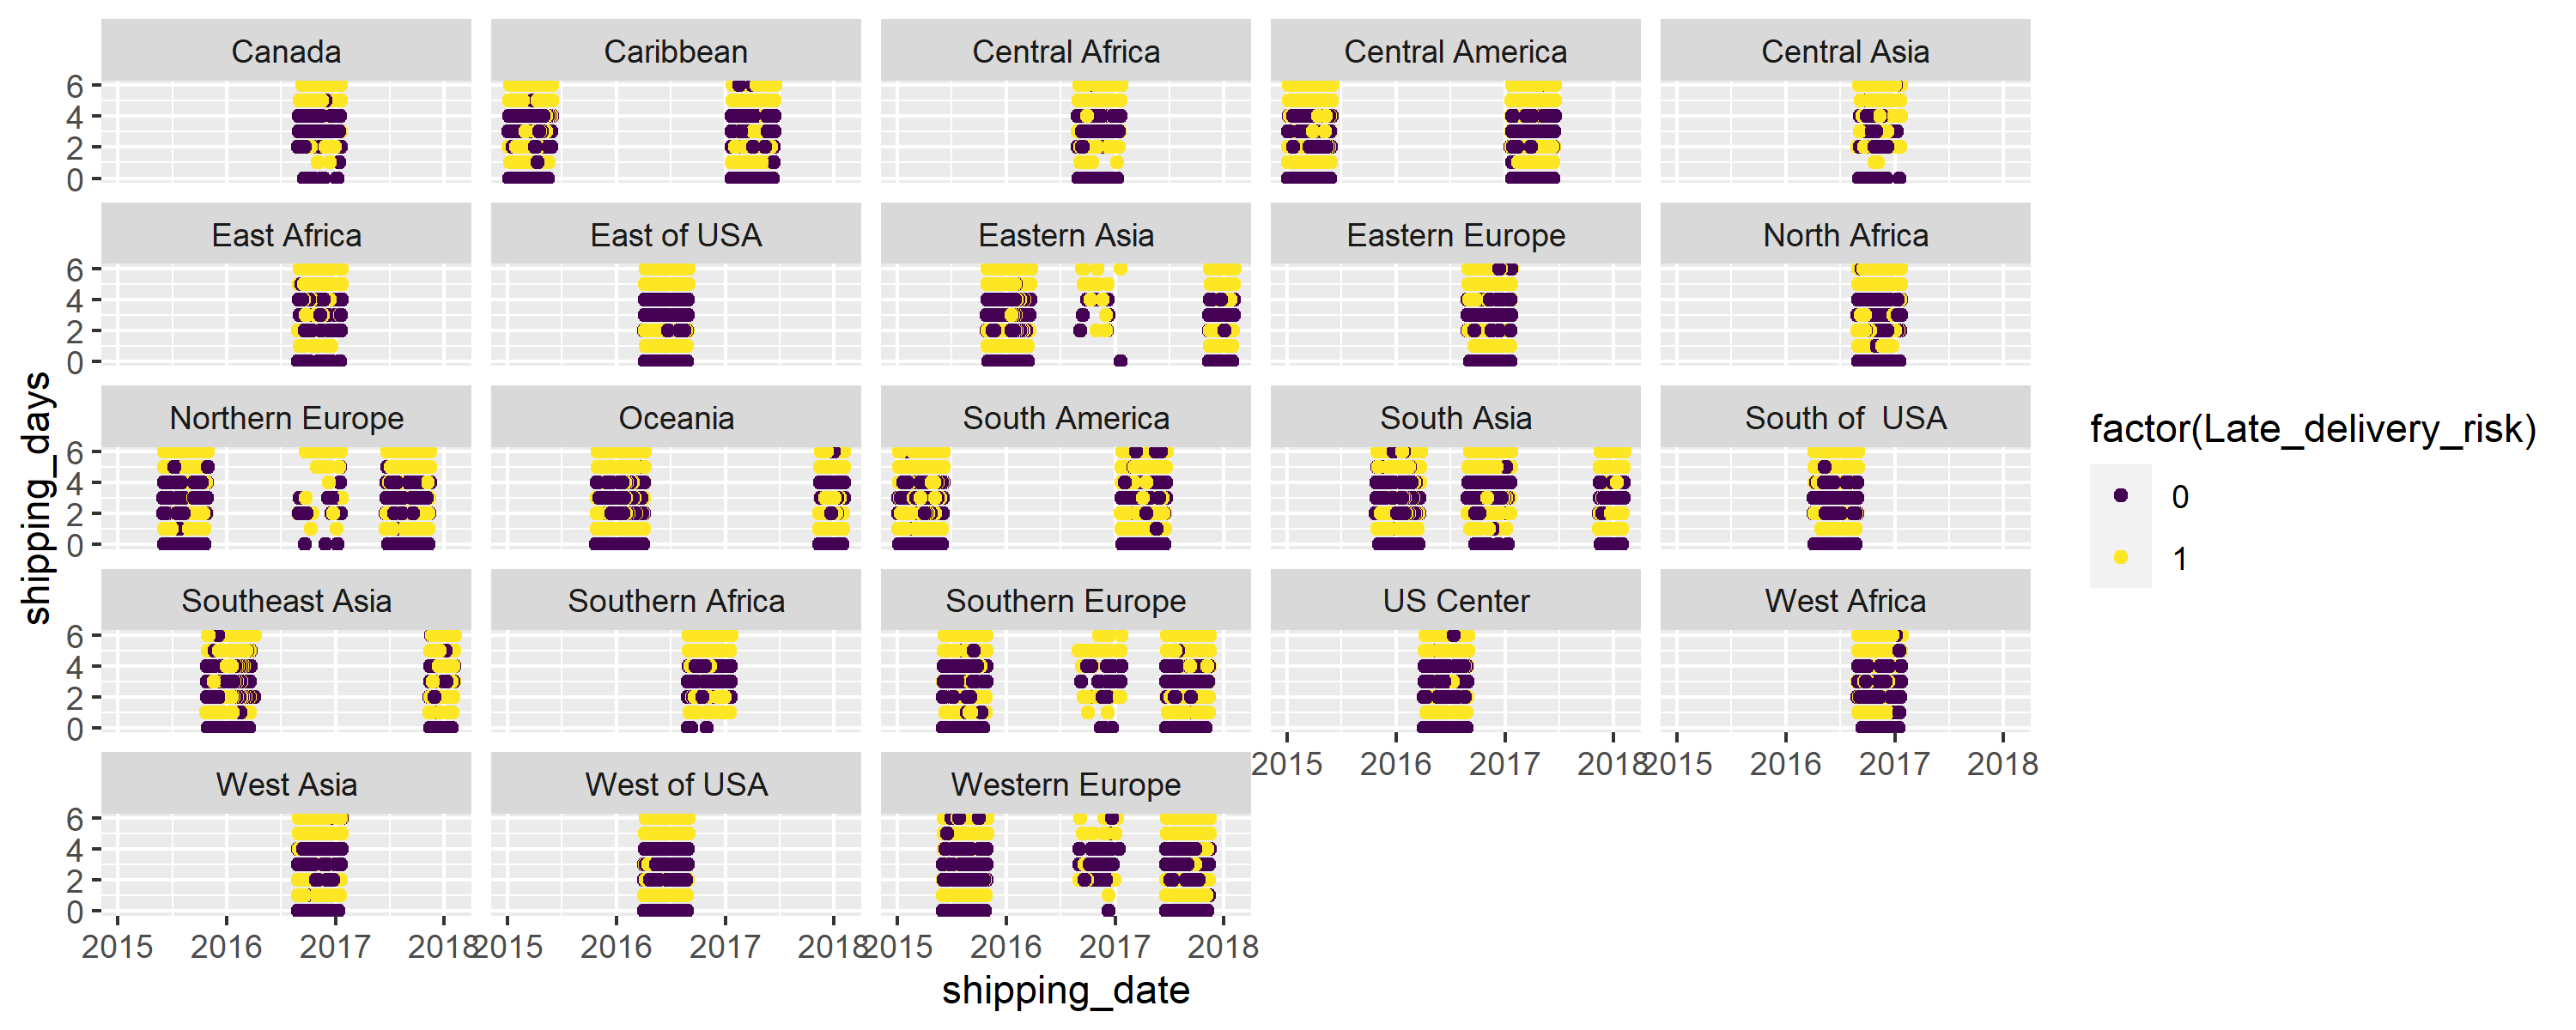 Canada Caribbean Central Africa Central America Central Asia
6
4
2
0
East Africa East of USA Eastern Asia Eastern Europe North Africa
6
4
2
0
Northern Europe Oceania South America South Asia South of  USA
6
4
2
0
Southeast Asia Southern Africa Southern Europe US Center West Africa
6
4
2
0
2015 2016 2017 2018 2015 2016 2017 2018
West Asia West of USA Western Europe
6
4
2
0
2015 2016 2017 2018 2015 2016 2017 2018 2015 2016 2017 2018
shipping_date
shipping_days
factor(Late_delivery_risk)
0
1